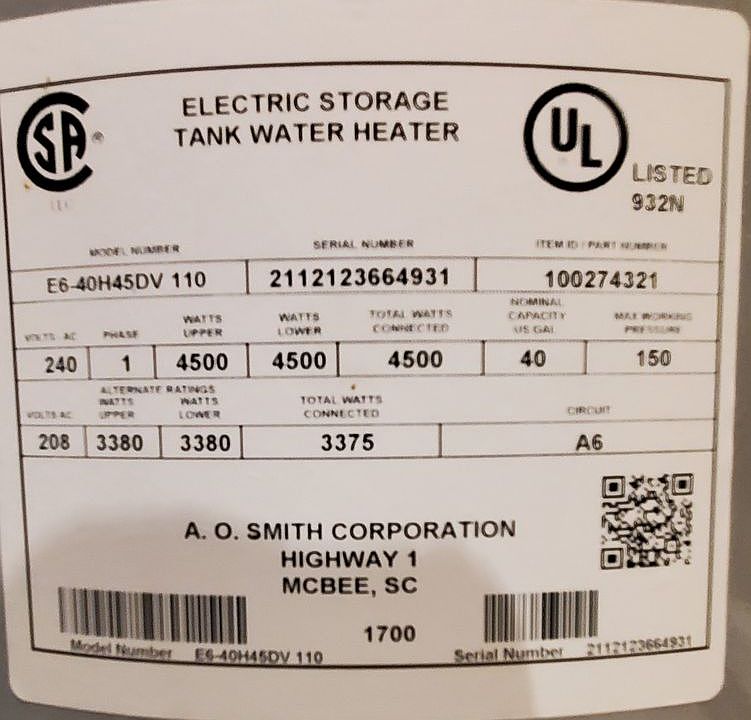 ELECTRIC STORAGE
TANK WATER HEATER
SA
UL
LISTED
932N
MODEL NUMBER SERIAL NUMBER ITEM ID / PART NUMBER
E6-40H45DV 110 2112123664931 100274321
VOLTS AC PHASE WATTS UPPER WATTS LOWER TOTAL WATTS CONNECTED NOMINAL CAPACITY US GAL MAX WORKING PRESSURE
240 1 4500 4500 4500 40 150
ALTERNATE RATINGS
VOLTS AC WATTS UPPER WATTS LOWER TOTAL WATTS CONNECTED CIRCUIT
208 3380 3380 3375 A6
A. O. SMITH CORPORATION
HIGHWAY 1
MCBEE, SC
1700
Model Number E6-40H45DV 110 Serial Number 2112123664931